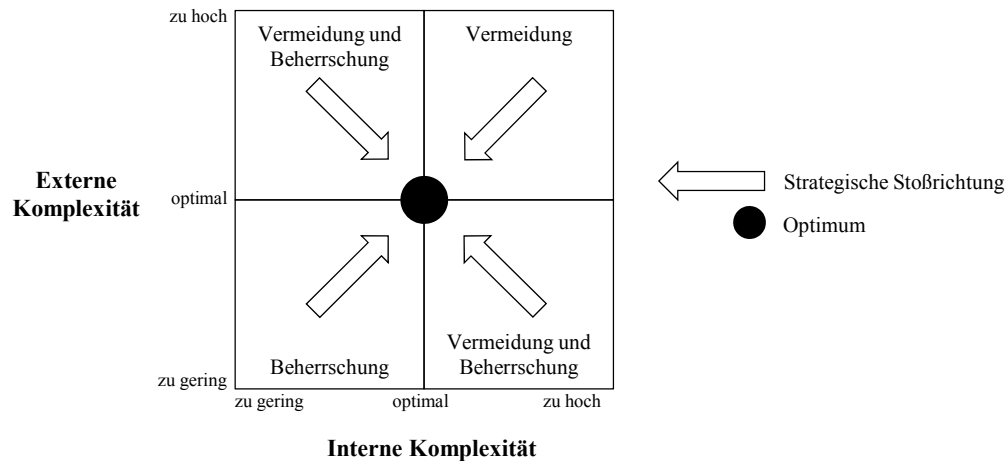 zu hoch
Vermeidung und
Beherrschung
Vermeidung
Externe
Komplexität
optimal
Strategische Stoßrichtung
Optimum
Beherrschung
Vermeidung und
Beherrschung
zu gering
zu gering
optimal
zu hoch
Interne Komplexität